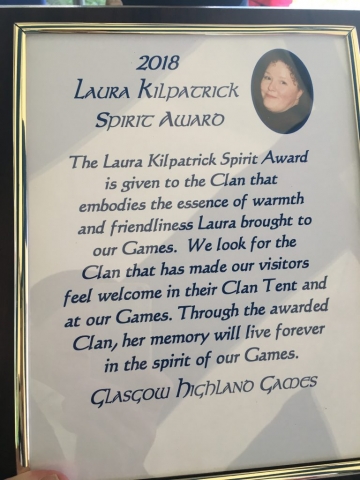 2018
Laura Kilpatrick
Spirit Award
The Laura Kilpatrick Spirit Award
is given to the Clan that
embodies the essence of warmth
and friendliness Laura brought to
our Games. We look for the
Clan that has made our visitors
feel welcome in their Clan Tent and
at our Games. Through the awarded
Clan, her memory will live forever
in the spirit of our Games.
Glasgow Highland Games